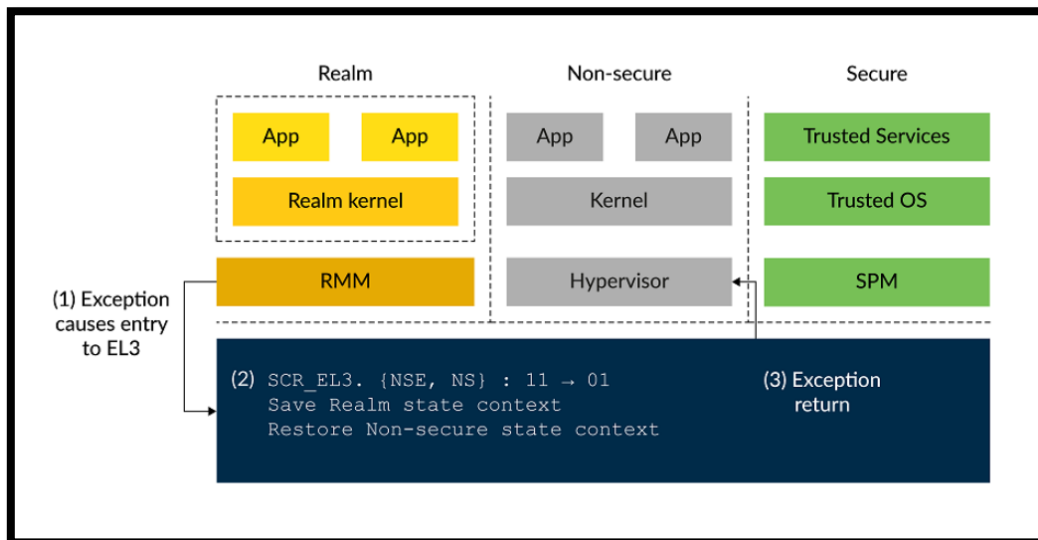 Realm
Non-secure
Secure
App
App
App
App
Trusted Services
Realm kernel
Kernel
Trusted OS
RMM
Hypervisor
SPM
(1) Exception
causes entry
to EL3
(2) SCR_EL3. {NSE, NS} : 11 → 01
Save Realm state context
Restore Non-secure state context
(3) Exception
return